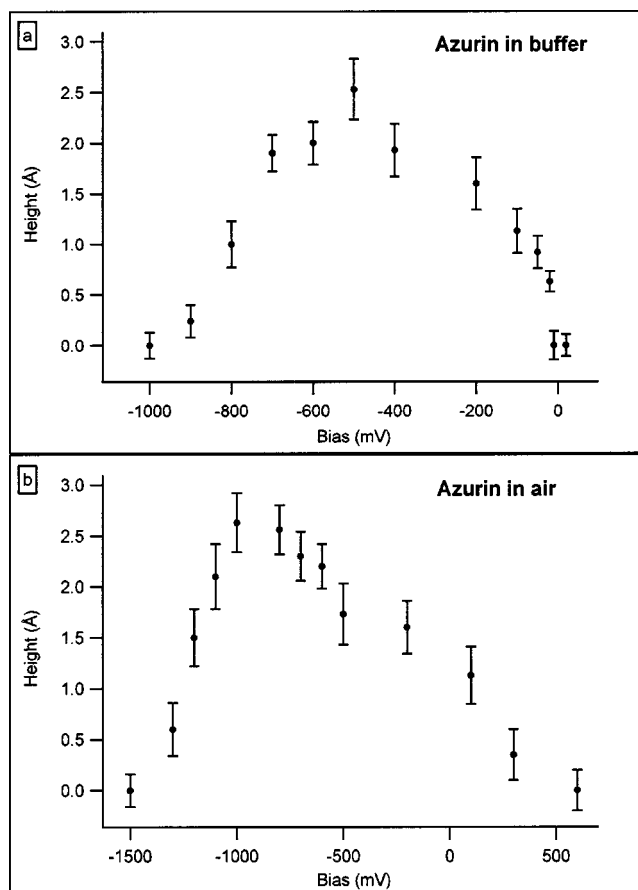 a
Azurin in buffer
3.0
2.5
2.0
1.5
1.0
0.5
0.0
Height (Å)
-1000 -800 -600 -400 -200 0
Bias (mV)
b
Azurin in air
3.0
2.5
2.0
1.5
1.0
0.5
0.0
Height (Å)
-1500 -1000 -500 0 500
Bias (mV)